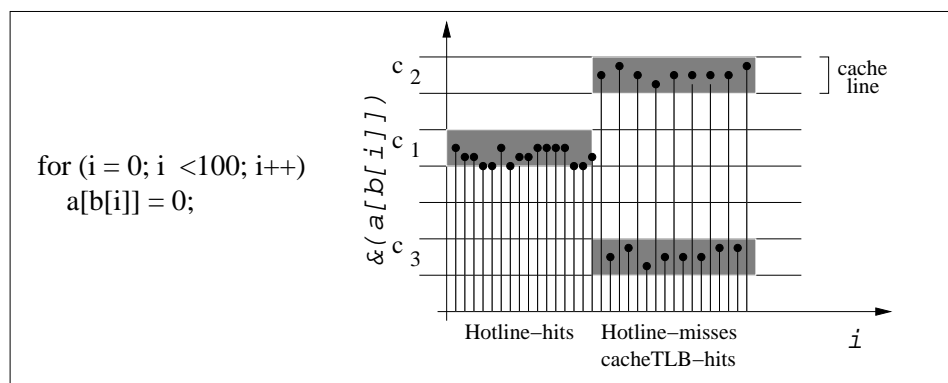 for (i = 0; i <100; i++)
a[b[i]] = 0;
&(a[b[i]])
c 2
c 1
c 3
cache
line
Hotline-hits
Hotline-misses
cacheTLB-hits
i